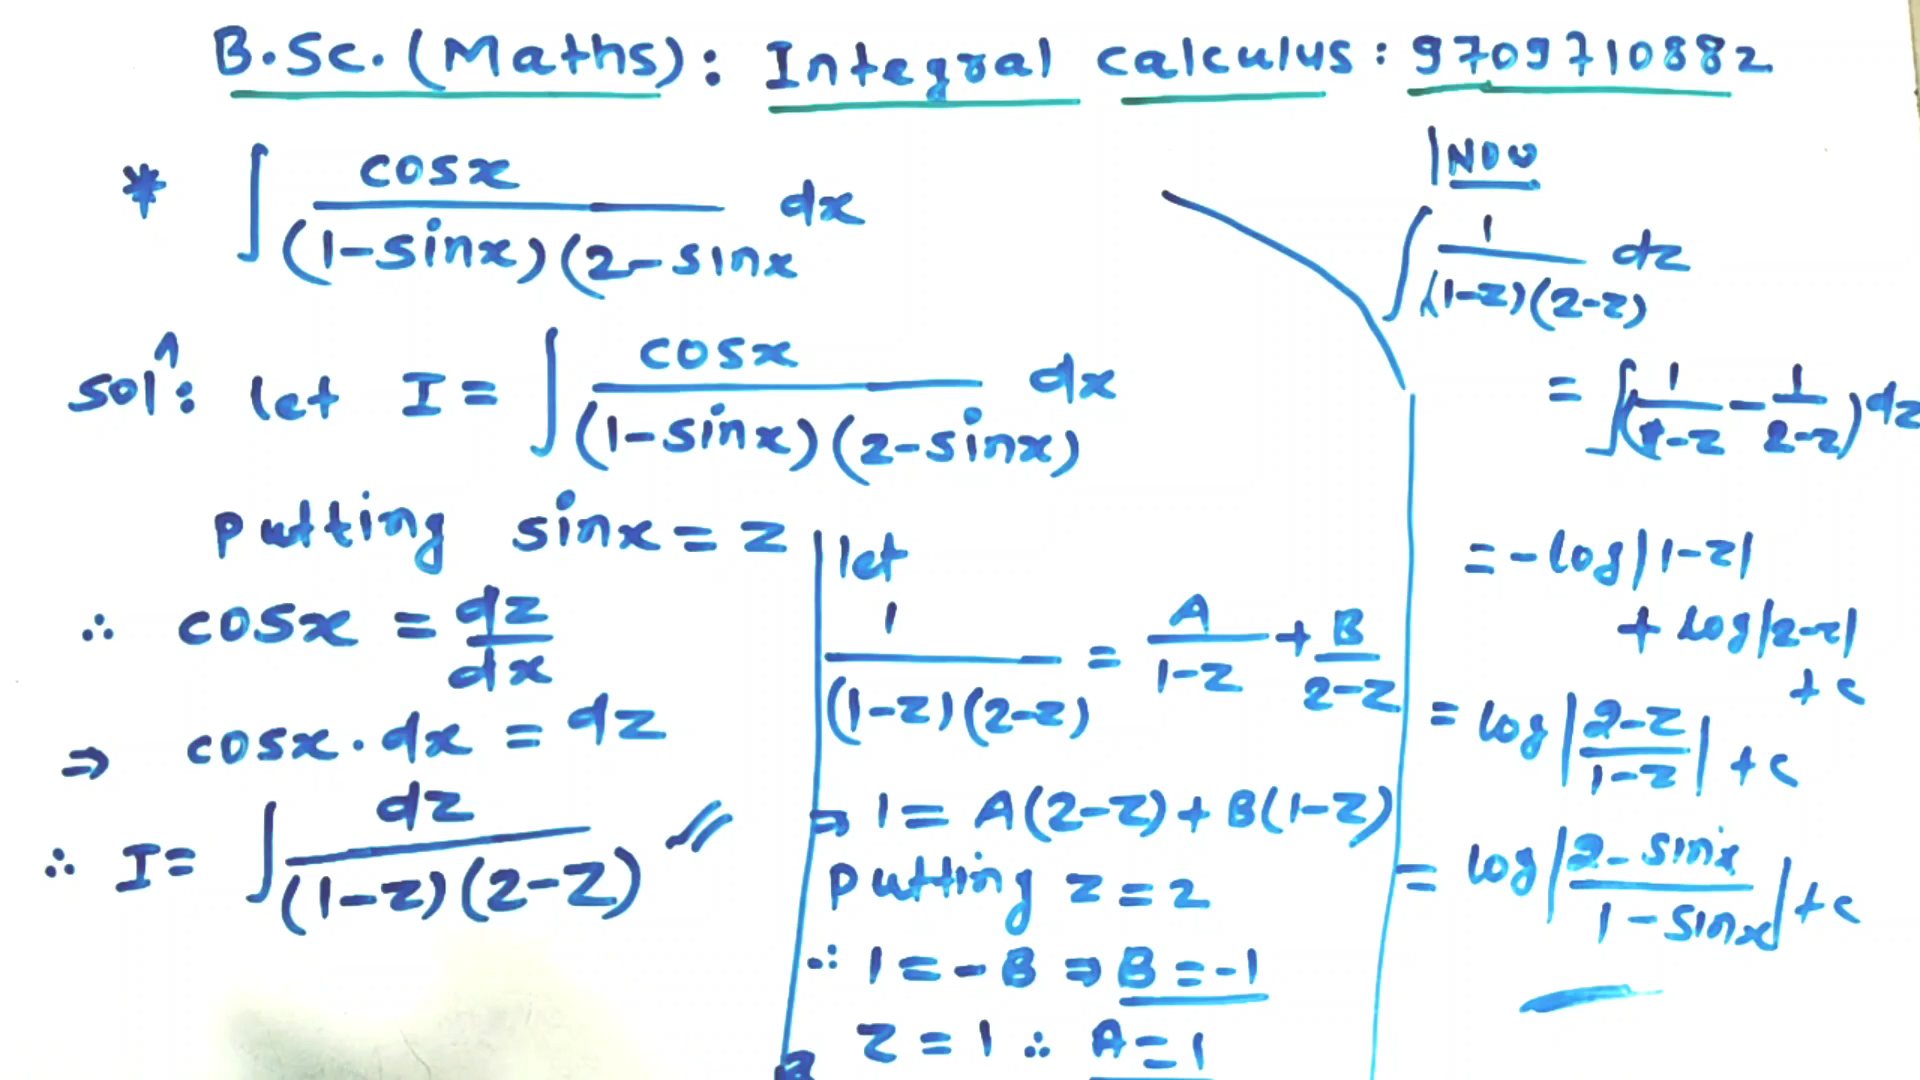 B.Sc. (Maths): Integral calculus: 9709710882
* ∫ cosx / (1-sinx)(2-sinx dx
solⁿ: let I = ∫ cosx / (1-sinx)(2-sinx) dx
putting sinx = z
∴ cosx = dz/dx
⇒ cosx.dx = dz
∴ I = ∫ dz / (1-z)(2-z)
let
1 / (1-z)(2-z) = A / 1-z + B / 2-z
⇒ 1 = A(2-z) + B(1-z)
putting z = 2
∴ 1 = -B ⇒ B = -1
z = 1 ∴ A = 1
Now
∫ 1 / (1-z)(2-z) dz
= ∫(1 / 1-z - 1 / 2-z) dz
= -log|1-z|
+ log|2-z|
+ c
= log|2-z / 1-z| + c
= log|2-sinx / 1-sinx| + c